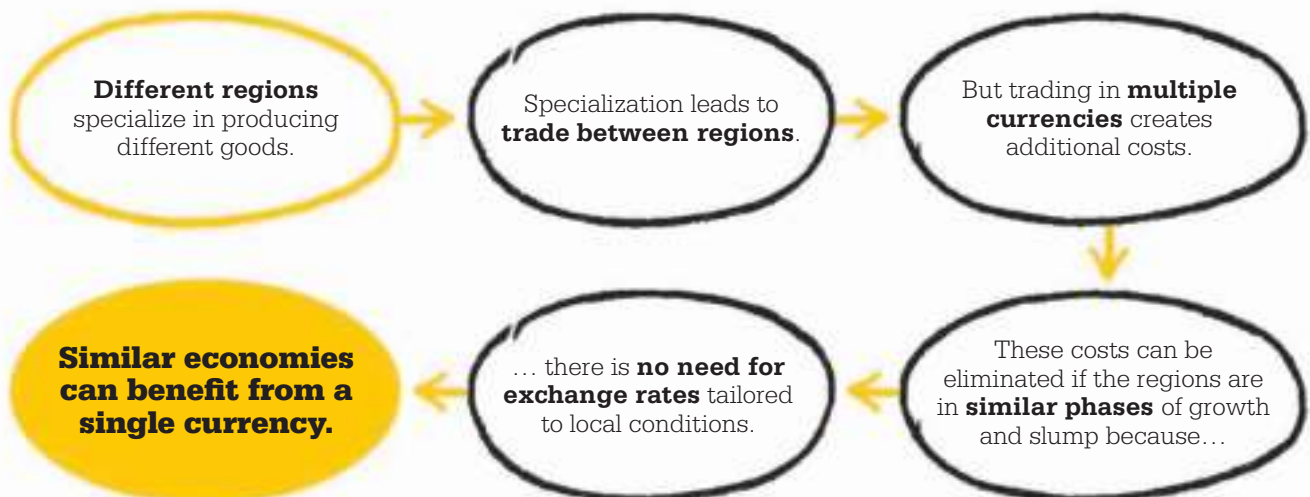 Different regions
specialize in producing
different goods.
Specialization leads to
trade between regions.
But trading in multiple
currencies creates
additional costs.
These costs can be
eliminated if the regions are
in similar phases of growth
and slump because…
… there is no need for
exchange rates tailored
to local conditions.
Similar economies
can benefit from a
single currency.